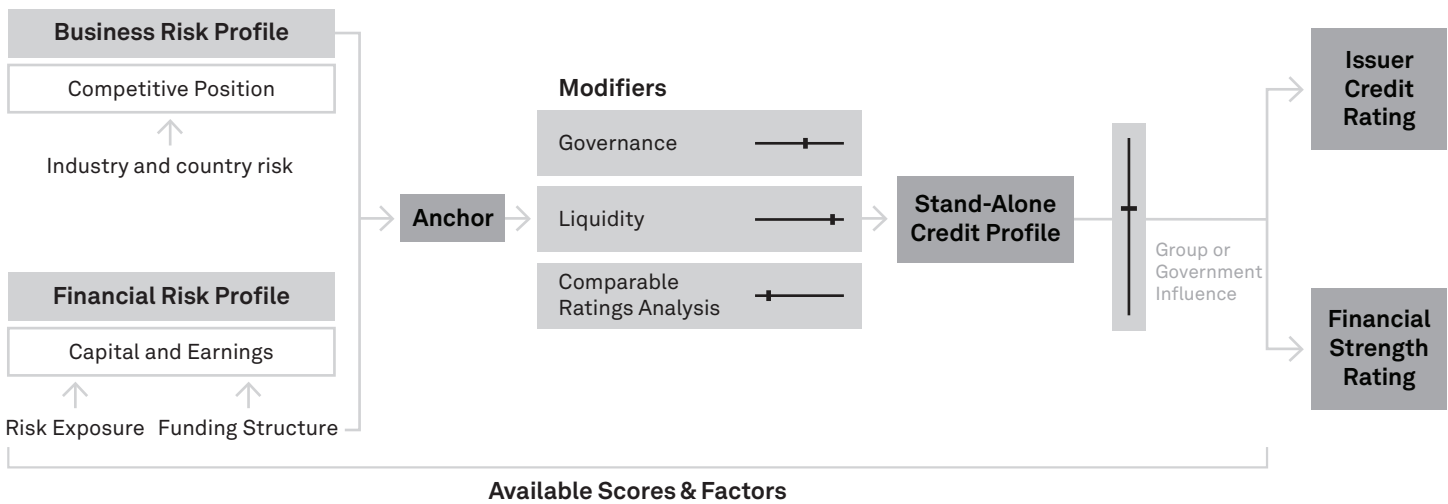 Business Risk Profile
Competitive Position
Industry and country risk
Financial Risk Profile
Capital and Earnings
Risk Exposure
Funding Structure
Anchor
Modifiers
Governance
Liquidity
Comparable
Ratings Analysis
Stand-Alone
Credit Profile
Group or
Government
Influence
Issuer
Credit
Rating
Financial
Strength
Rating
Available Scores & Factors